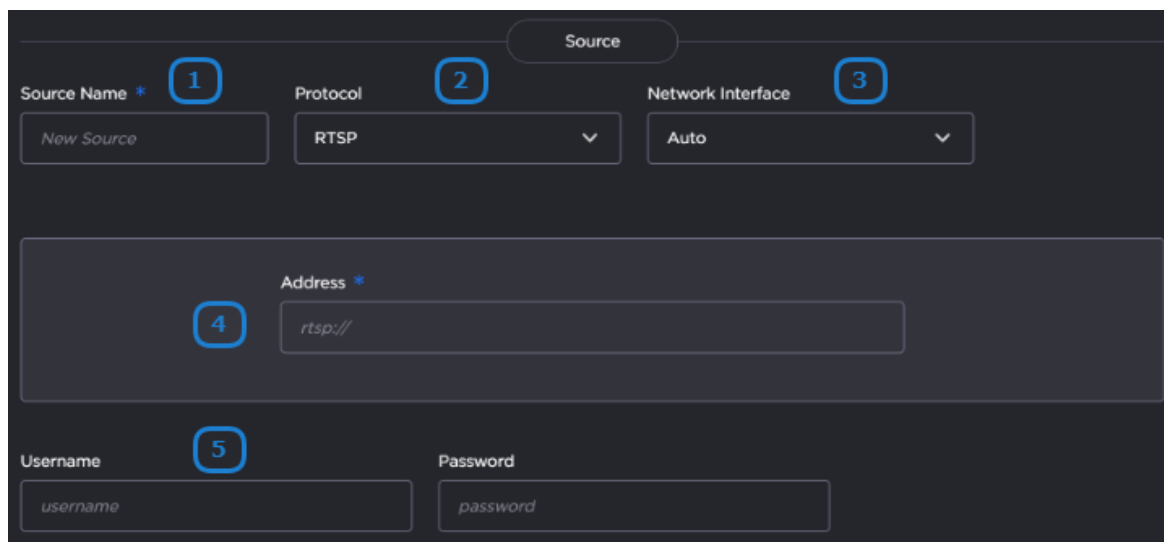 Source
Source Name * 1 Protocol 2 Network Interface 3
New Source RTSP Auto
Address *
4 rtsp://
Username 5 Password
username password